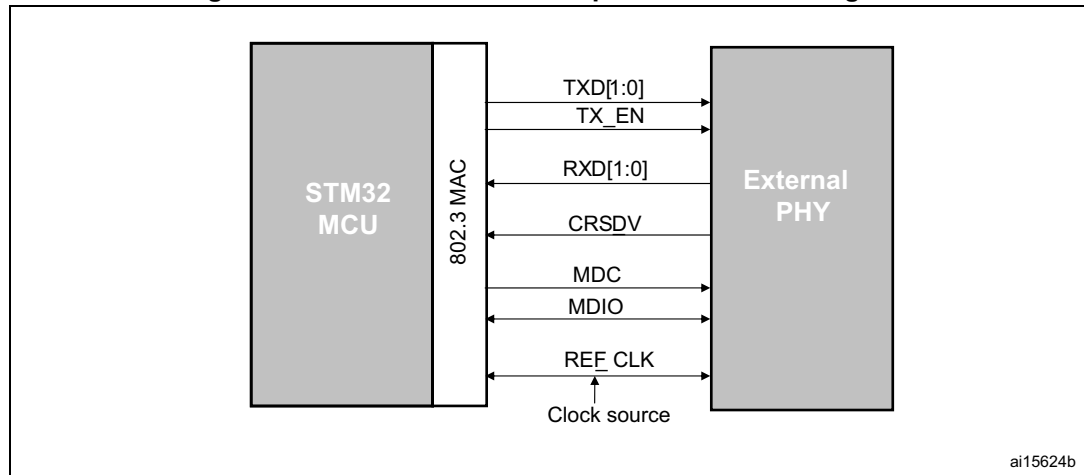 TXD[1:0]
TX_EN
802.3 MAC
RXD[1:0]
STM32
MCU
External
PHY
CRSDV
MDC
MDIO
REF_CLK
Clock source
ai15624b